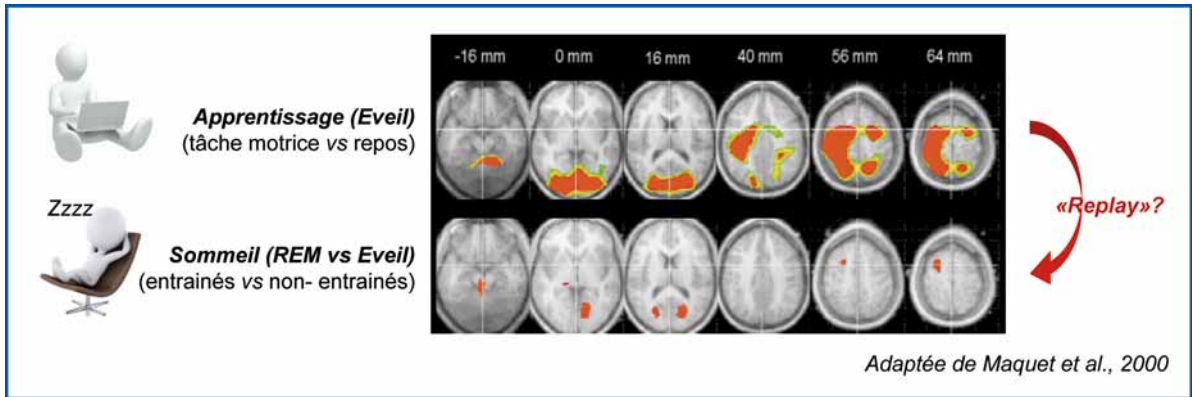 -16 mm 0 mm 16 mm 40 mm 56 mm 64 mm
Apprentissage (Eveil)
(tâche motrice vs repos)
Zzzz
«Replay»?
Sommeil (REM vs Eveil)
(entrainés vs non- entrainés)
Adaptée de Maquet et al., 2000